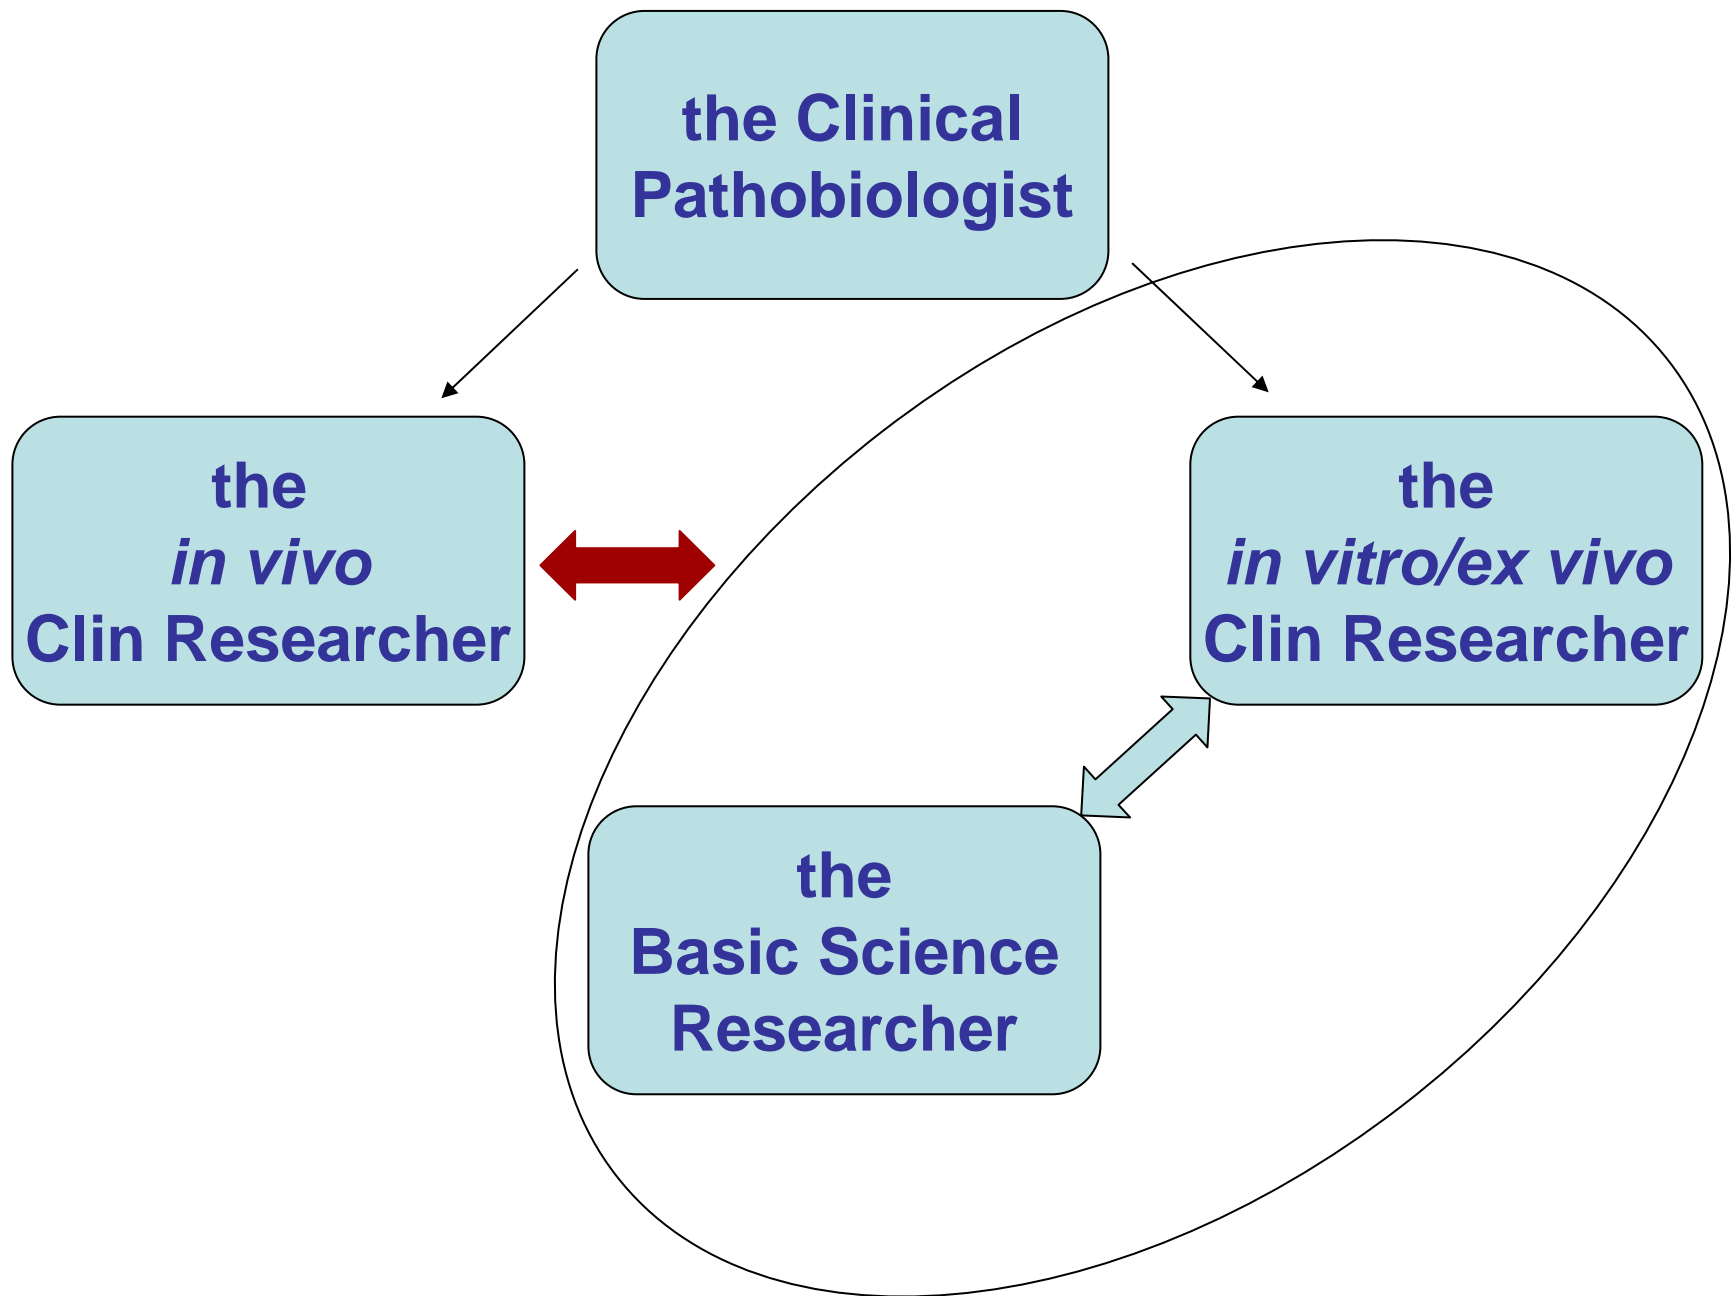 the Clinical
Pathobiologist
the
in vivo
Clin Researcher
the
in vitro/ex vivo
Clin Researcher
the
Basic Science
Researcher